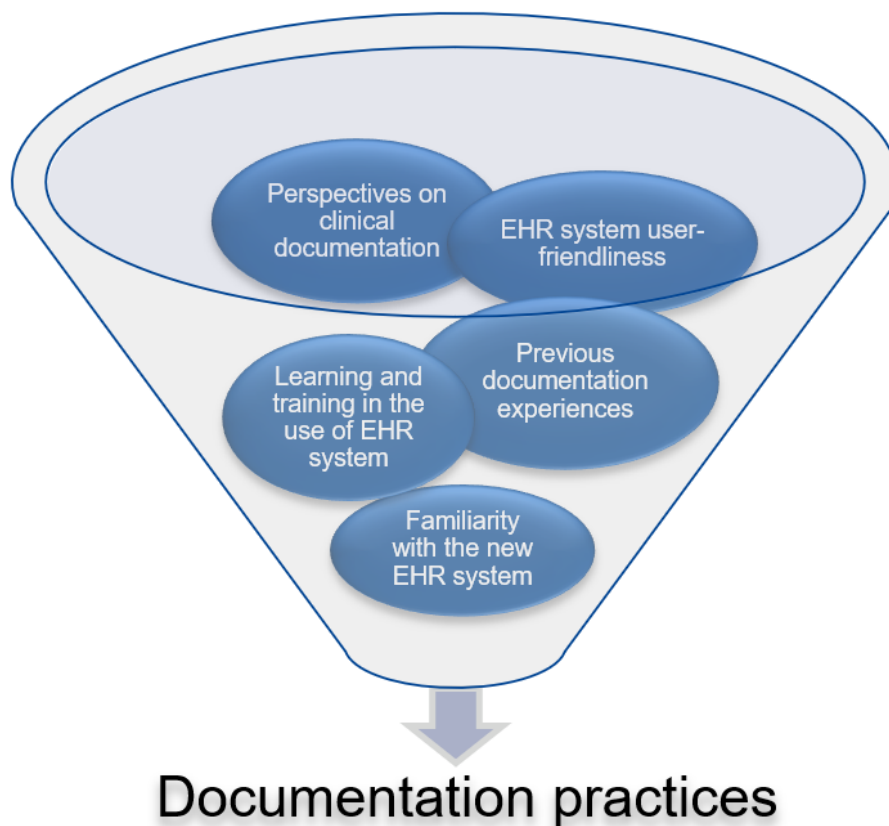 Perspectives on
clinical
documentation
EHR system user-
friendliness
Previous
documentation
experiences
Learning and
training in the
use of EHR
system
Familiarity
with the new
EHR system
Documentation practices